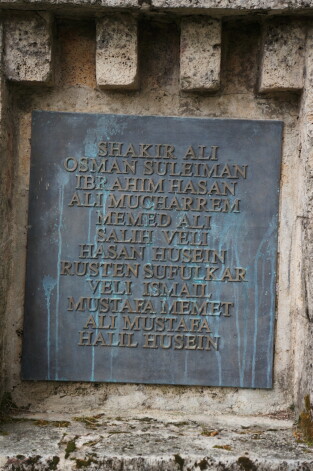 SHAKIR ALI
OSMAN SULEIMAN
IBRAHIM HASAN
ALI MUCHARREM
MEMED ALI
SALIH VELI
HASAN HUSEIN
RUSTEN SUFULKAR
VELI ISMAIL
MUSTAFA MEMET
ALI MUSTAFA
HALIL HUSEIN